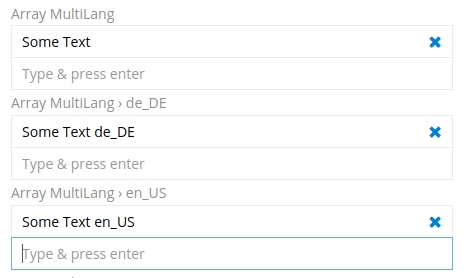 Array MultiLang
Some Text
Type & press enter
Array MultiLang › de_DE
Some Text de_DE
Type & press enter
Array MultiLang › en_US
Some Text en_US
Type & press enter